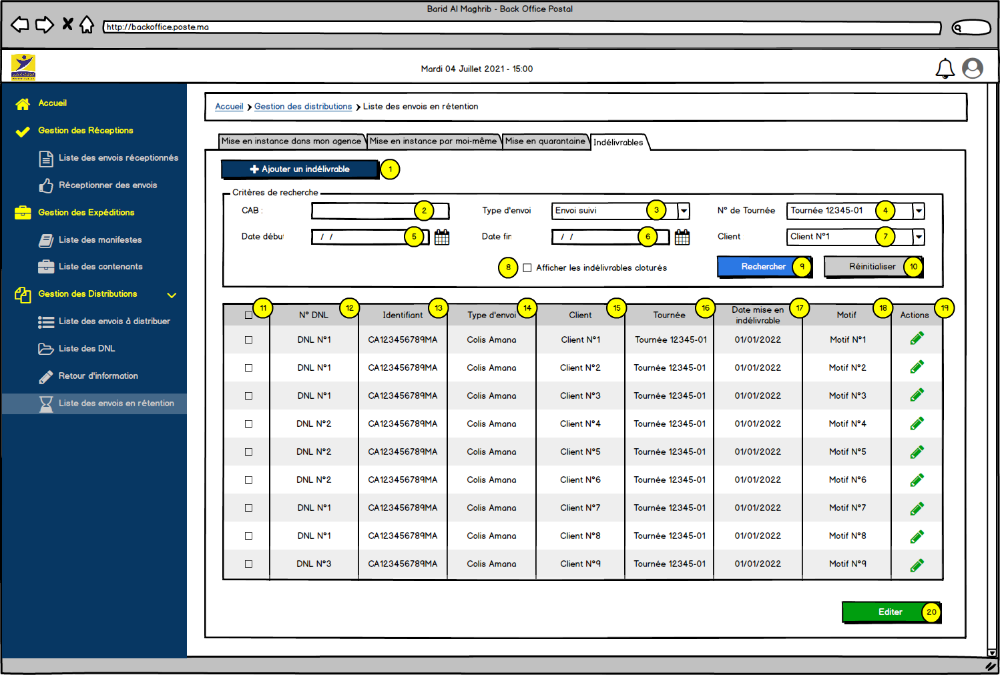 Barid Al Maghrib - Back Office Postal
http://backoffice.poste.ma
Mardi 04 Juillet 2021 - 15:00
Accueil
Gestion des Réceptions
Liste des envois réceptionnés
Réceptionner des envois
Gestion des Expéditions
Liste des manifestes
Liste des contenants
Gestion des Distributions
Liste des envois à distribuer
Liste des DNL
Retour d'information
Liste des envois en rétention
Accueil Gestion des distributions Liste des envois en rétention
Mise en instance dans mon agence Mise en instance par moi-même Mise en quarantaine Indélivrables
Ajouter un indélivrable 1
Critères de recherche
CAB : 2 Type d'envoi Envoi suivi 3 N° de Tournée Tournée 12345-01 4
Date débu / / 5 Date fin / / 6 Client Client N°1 7
8 Afficher les indélivrables cloturés Rechercher 9 Réinitialiser 10
11 N° DNL 12 Identifiant 13 Type d'envoi 14 Client 15 Tournée 16 Date mise en indélivrable 17 Motif 18 Actions 19
DNL N°1 CA123456789MA Colis Amana Client N°1 Tournée 12345-01 01/01/2022 Motif N°1
DNL N°1 CA123456789MA Colis Amana Client N°2 Tournée 12345-01 01/01/2022 Motif N°2
DNL N°1 CA123456789MA Colis Amana Client N°3 Tournée 12345-01 01/01/2022 Motif N°3
DNL N°2 CA123456789MA Colis Amana Client N°4 Tournée 12345-01 01/01/2022 Motif N°4
DNL N°2 CA123456789MA Colis Amana Client N°5 Tournée 12345-01 01/01/2022 Motif N°5
DNL N°2 CA123456789MA Colis Amana Client N°6 Tournée 12345-01 01/01/2022 Motif N°6
DNL N°1 CA123456789MA Colis Amana Client N°7 Tournée 12345-01 01/01/2022 Motif N°7
DNL N°1 CA123456789MA Colis Amana Client N°8 Tournée 12345-01 01/01/2022 Motif N°8
DNL N°3 CA123456789MA Colis Amana Client N°9 Tournée 12345-01 01/01/2022 Motif N°9
Editer 20